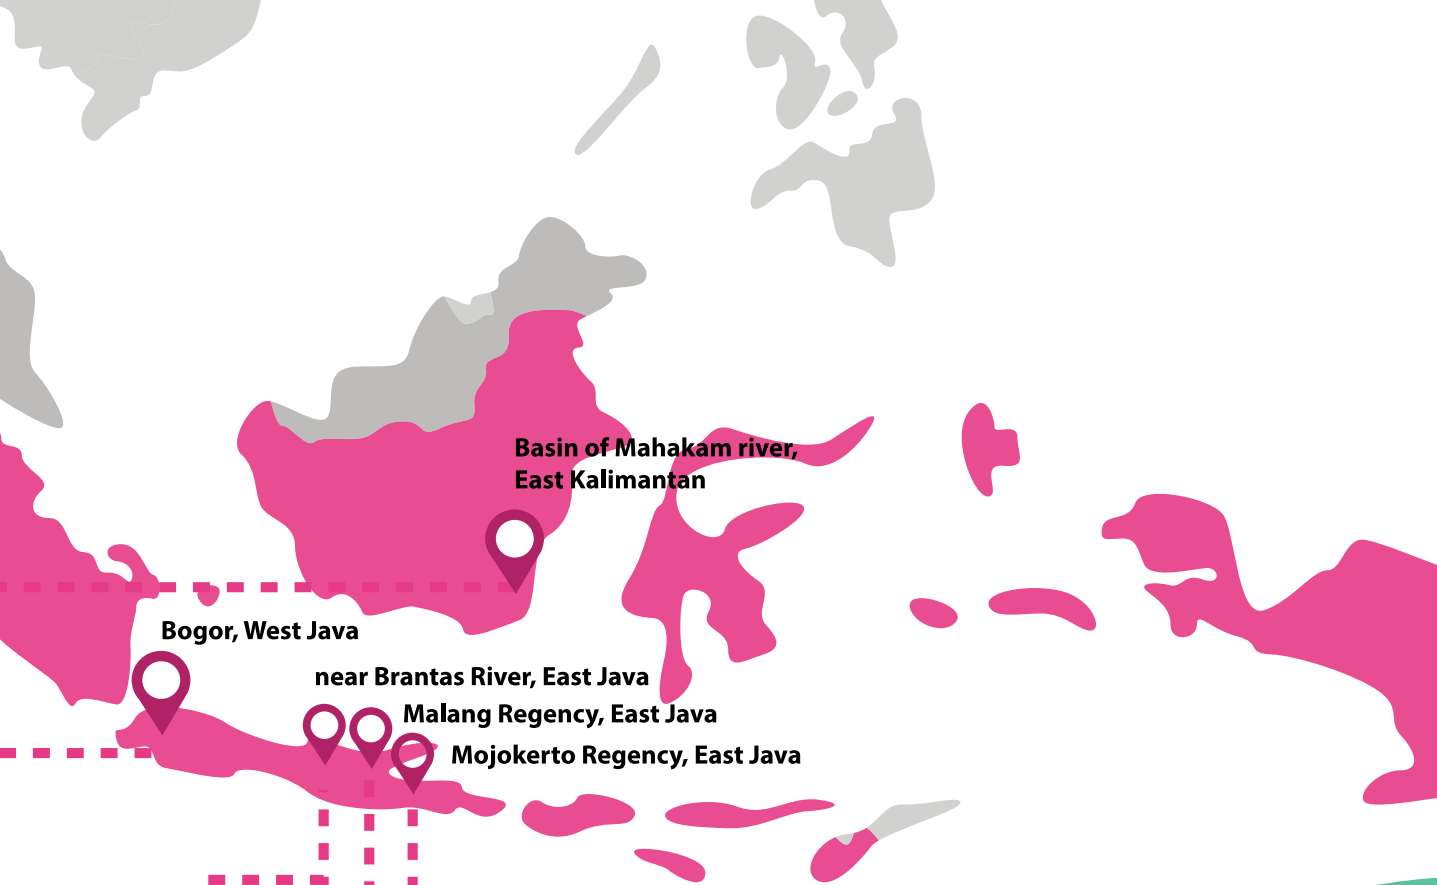 Basin of Mahakam river,
East Kalimantan
Bogor, West Java
near Brantas River, East Java
Malang Regency, East Java
Mojokerto Regency, East Java